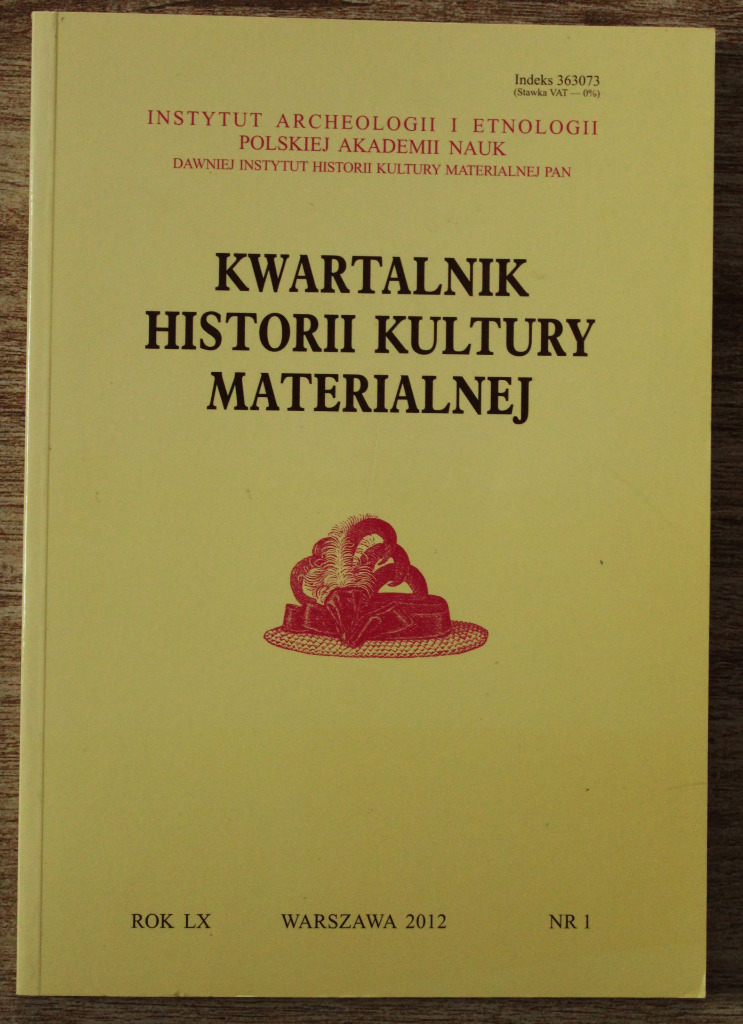 Indeks 363073
(Stawka VAT — 0%)
INSTYTUT ARCHEOLOGII I ETNOLOGII
POLSKIEJ AKADEMII NAUK
DAWNIEJ INSTYTUT HISTORII KULTURY MATERIALNEJ PAN
KWARTALNIK
HISTORII KULTURY
MATERIALNEJ
ROK LX WARSZAWA 2012 NR 1